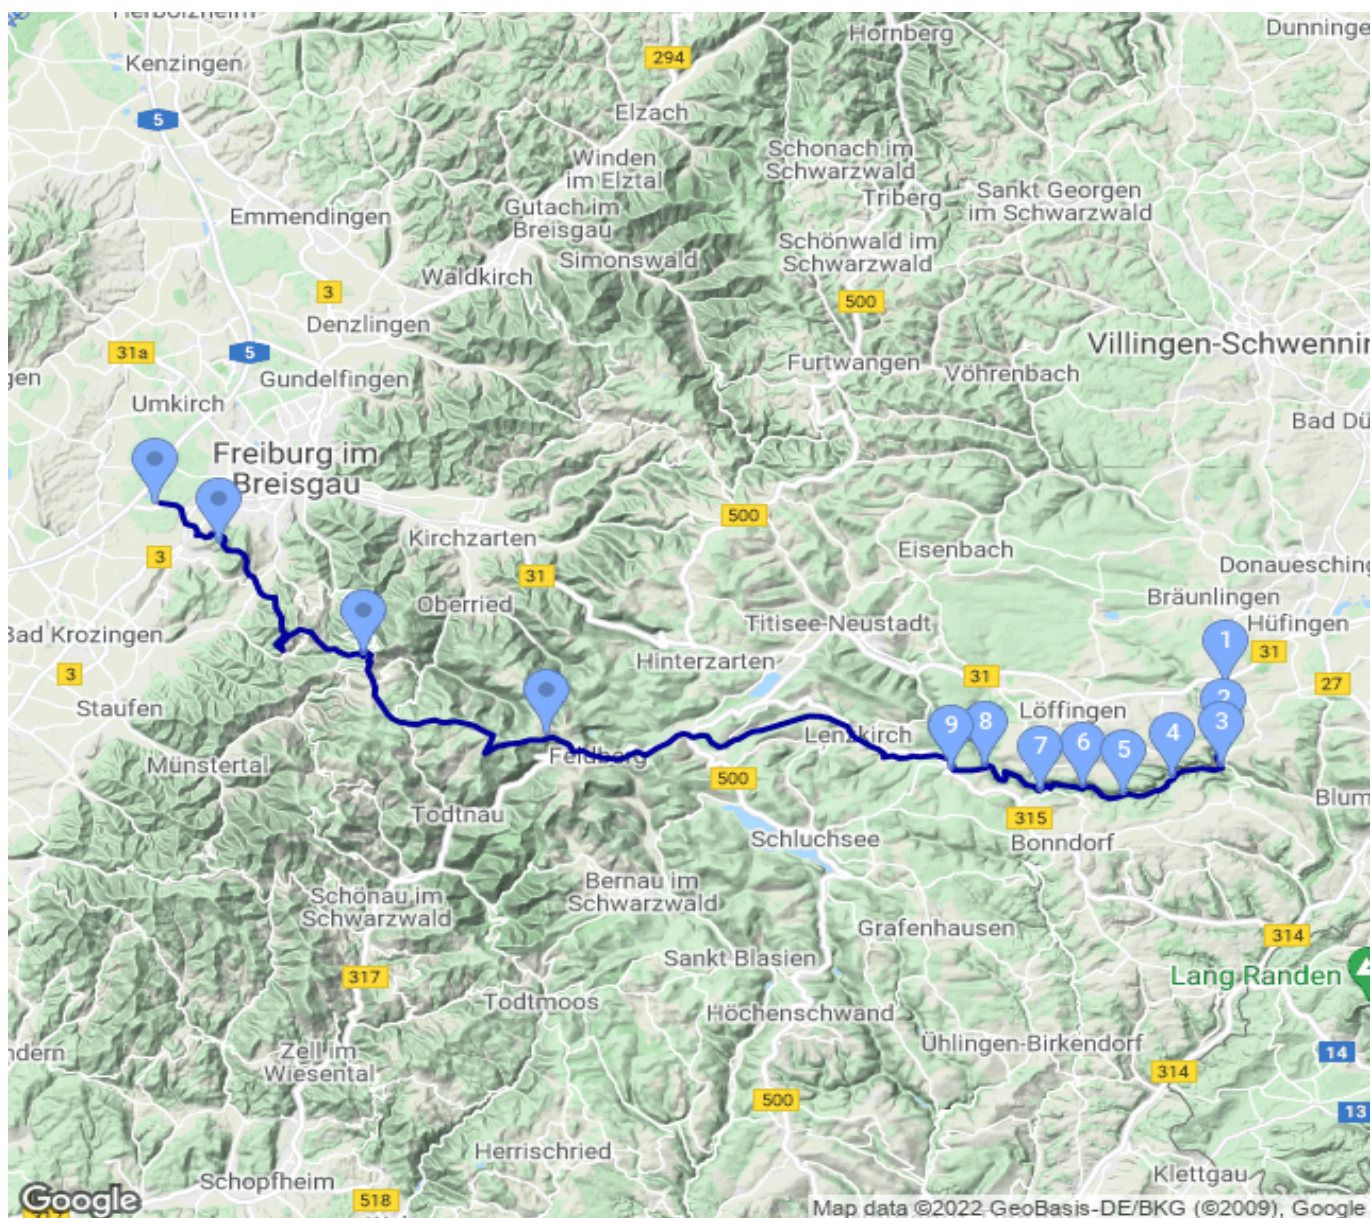 Kenzingen
Hornberg
Dunninge
294
5
Elzach
Winden
im Elztal
Schonach im
Schwarzwald
Triberg
Sankt Georgen
im Schwarzwald
Emmendingen
Gutach im
Breisgau
Simonswald
Schönwald im
Schwarzwald
Waldkirch
3
500
Denzlingen
31a
5
Villingen-Schwennin
gen
Gundelfingen
Furtwangen
Vöhrenbach
Umkirch
Bad Dü
Freiburg im
Breisgau
500
Kirchzarten
Eisenbach
3
31
Donaueschin
Oberried
Bräunlingen
Bad Krozingen
Titisee-Neustadt
Hüfingen
1
31
Hinterzarten
3
31
27
Staufen
2
Löffingen
3
9
8
Lenzkirch
4
7
6
5
Münstertal
Feldberg
500
Blum
Todtnau
315
Schluchsee
Bonndorf
Schönau im
Schwarzwald
Bernau im
Schwarzwald
Grafenhausen
314
Sankt Blasien
Lang Randen
317
Todtmoos
Höchenschwand
Ühlingen-Birkendorf
ndern
Zell im
Wiesental
14
314
500
13
Herrischried
Klettgau
Schopfheim
518
Google
Map data ©2022 GeoBasis-DE/BKG (©2009), Google